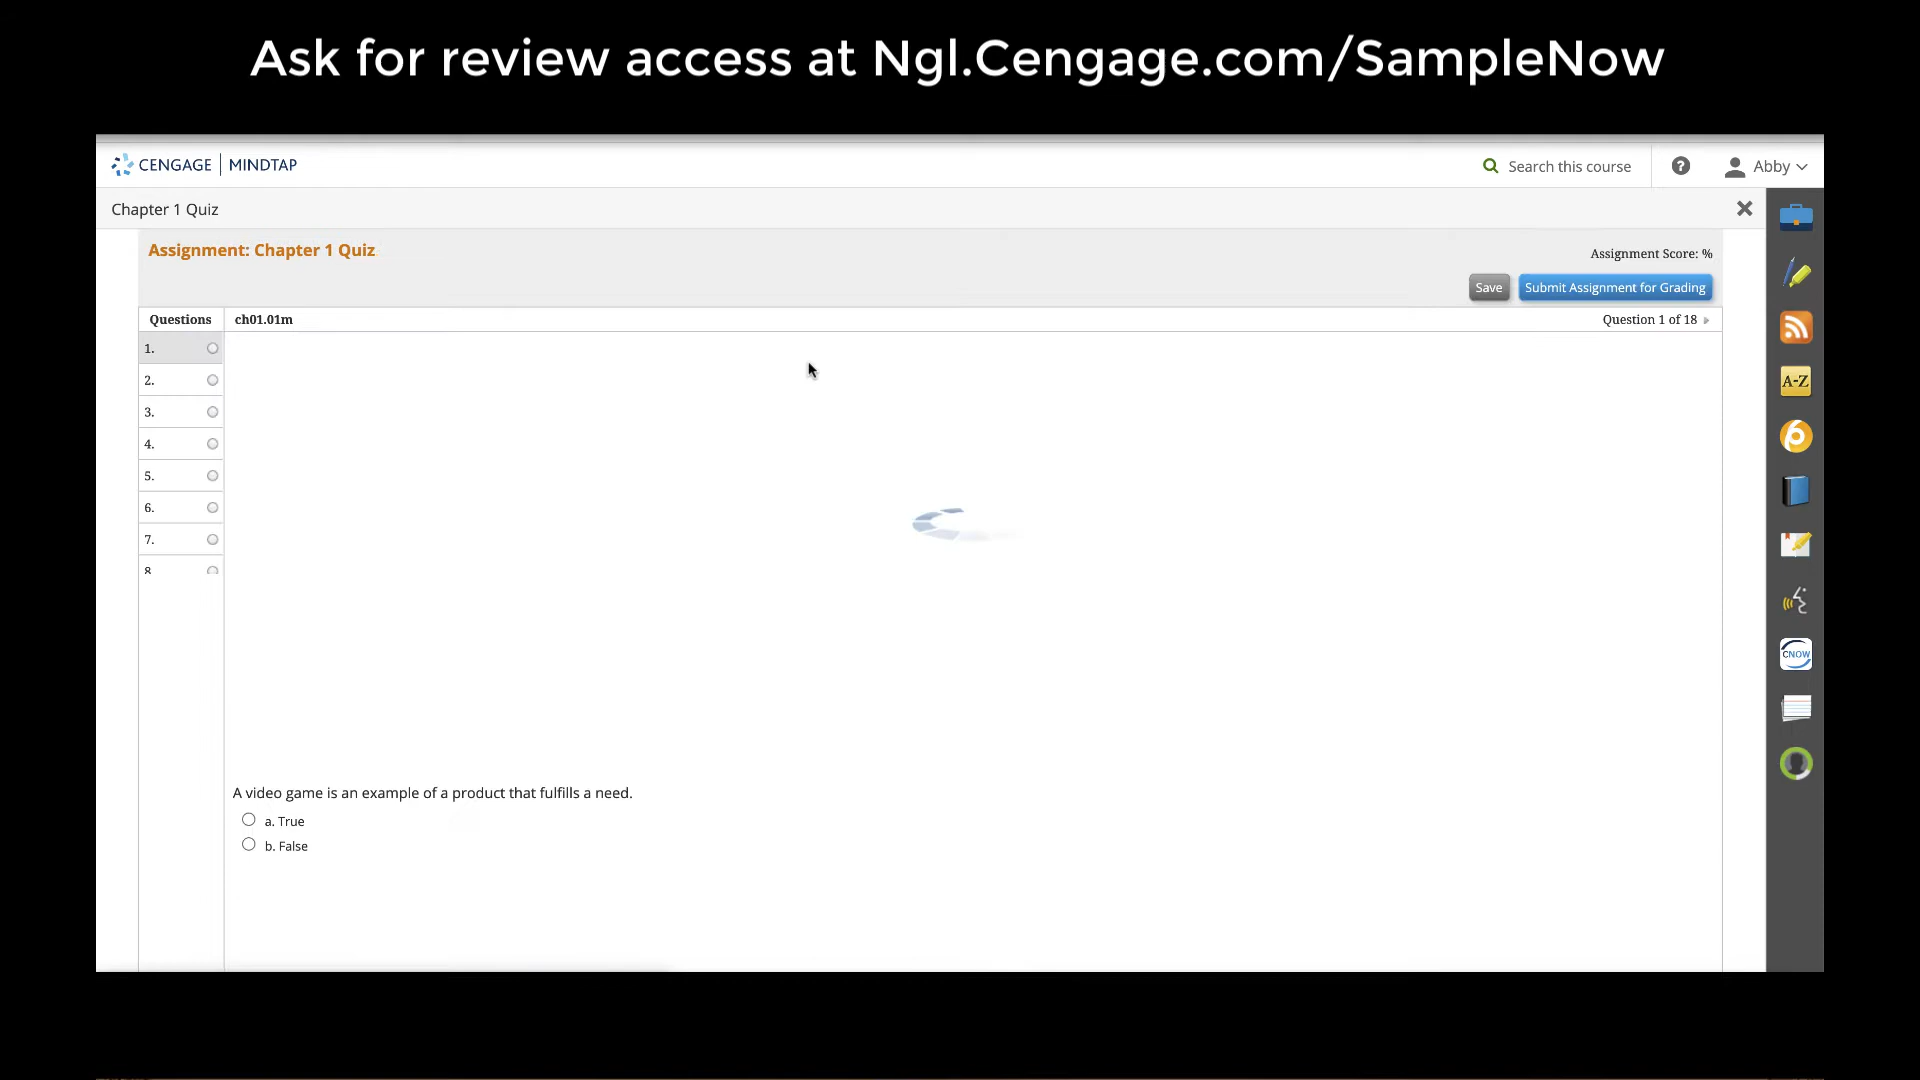 Ask for review access at Ngl.Cengage.com/SampleNow
CENGAGE | MINDTAP
Search this course
?
Abby
Chapter 1 Quiz
Assignment: Chapter 1 Quiz
Assignment Score: %
Save
Submit Assignment for Grading
Questions
ch01.01m
Question 1 of 18
1.
2.
3.
4.
5.
6.
7.
8
A video game is an example of a product that fulfills a need.
a. True
b. False
A-Z
CNOW